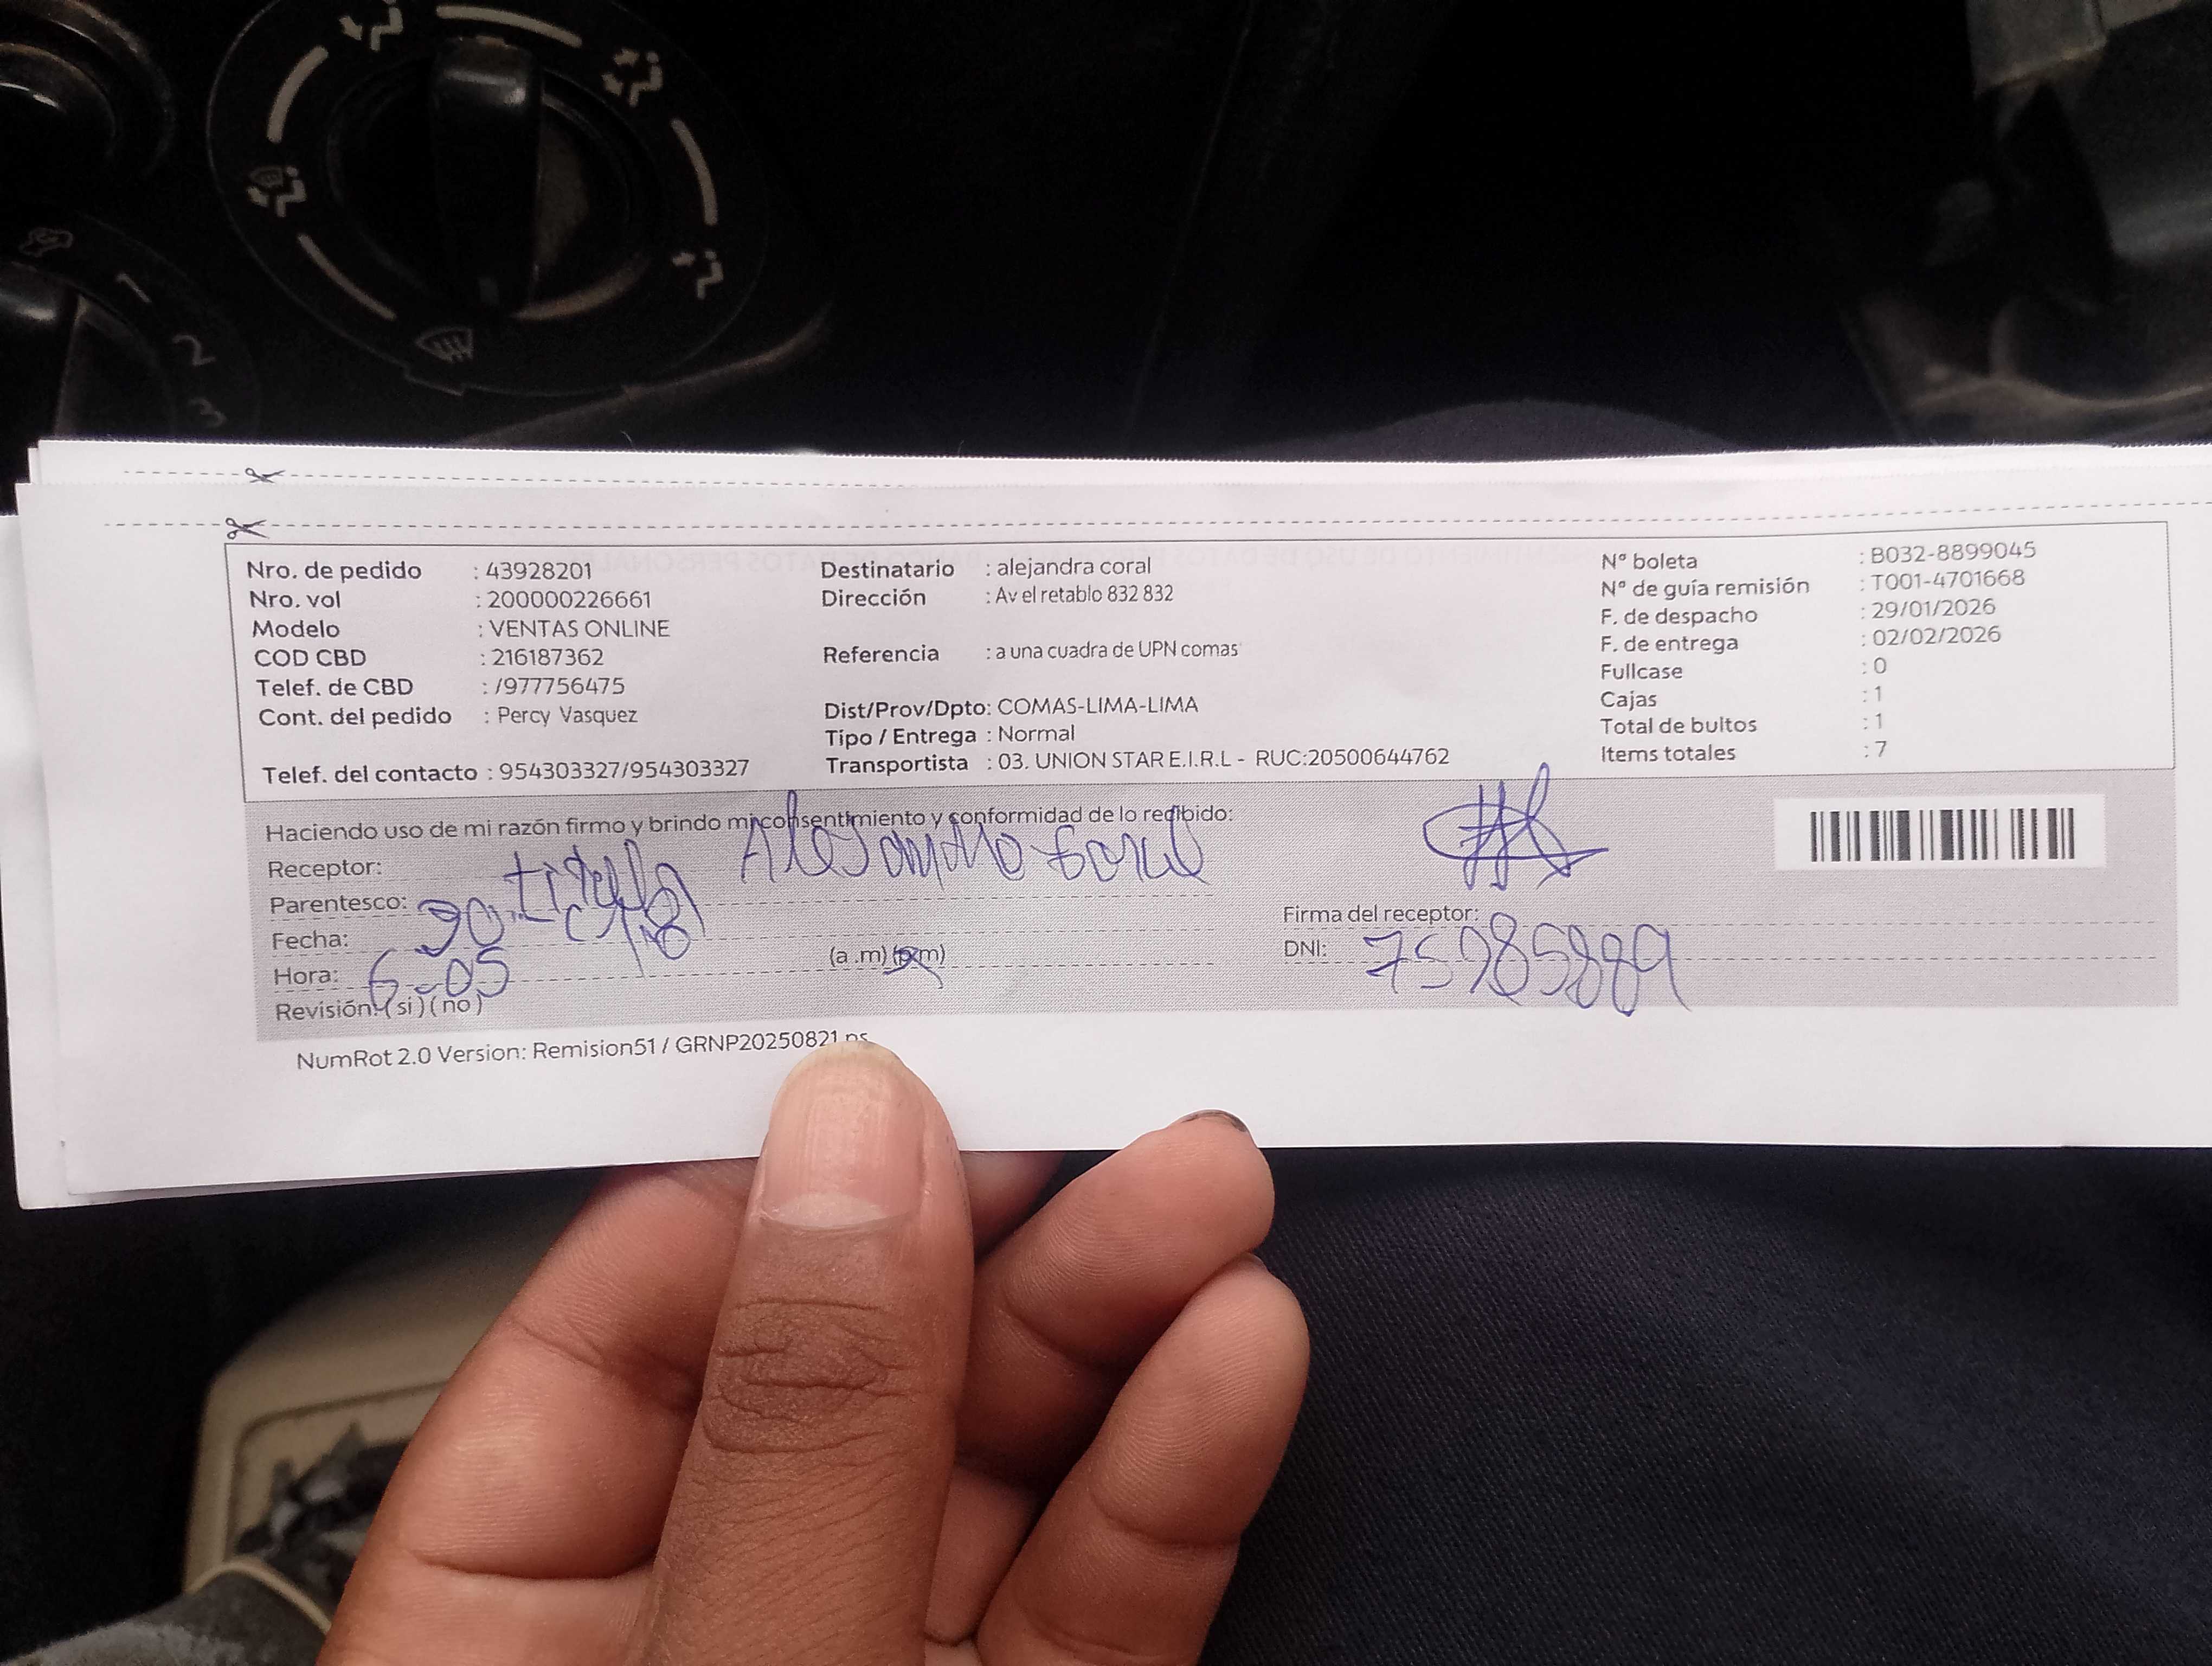 1
2
3
Nro. de pedido : 43928201
Nro. vol : 200000226661
Modelo : VENTAS ONLINE
COD CBD : 216187362
Telef. de CBD : /977756475
Cont. del pedido : Percy Vasquez
Telef. del contacto : 954303327/954303327
Destinatario : alejandra coral
Dirección : Av el retablo 832 832
Referencia : a una cuadra de UPN comas
Dist/Prov/Dpto: COMAS-LIMA-LIMA
Tipo / Entrega : Normal
Transportista : 03. UNION STAR E.I.R.L - RUC:20500644762
Nº boleta : B032-8899045
Nº de guía remisión : T001-4701668
F. de despacho : 29/01/2026
F. de entrega : 02/02/2026
Fullcase : 0
Cajas : 1
Total de bultos : 1
Items totales : 7
Haciendo uso de mi razón firmo y brindo mi consentimiento y conformidad de lo recibido:
Receptor:
Parentesco:
Fecha:
Hora: 6-05 (a.m)(p.m)
Revisión: (si) (no)
Firma del receptor:
DNI:
NumRot 2.0 Version: Remision51 / GRNP20250821.ns